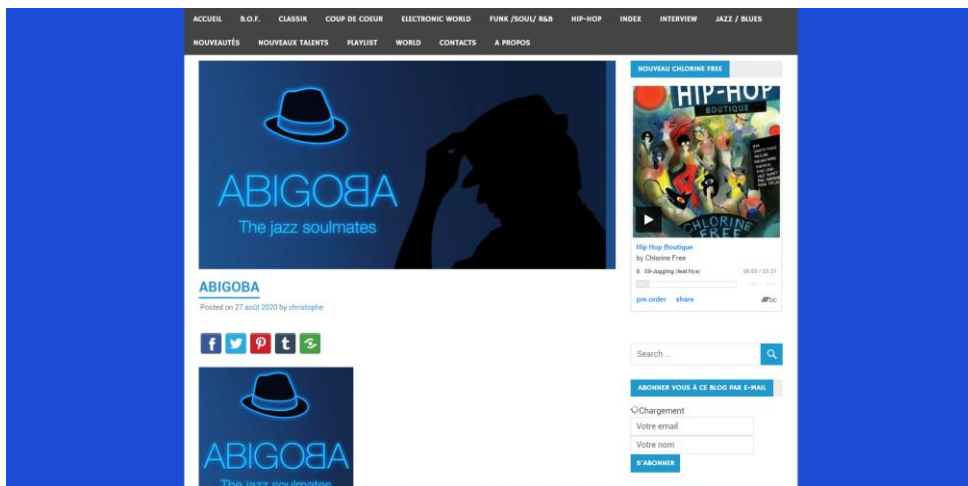 ACCUEIL B.O.F. CLASSIK COUP DE COEUR ELECTRONIC WORLD FUNK /SOUL/ R&B HIP-HOP INDEX INTERVIEW JAZZ / BLUES
NOUVEAUTÉS NOUVEAUX TALENTS PLAYLIST WORLD CONTACTS A PROPOS
ABIGOBA
The jazz soulmates
ABIGOBA
Posted on 27 août 2020 by christophe
ABIGOBA
The jazz soulmates
NOUVEAU CHLORINE FREE
HIP-HOP
BOUTIQUE
CHLORINE
FREE
Hip Hop Boutique
by Chlorine Free
9. 09-Juggling (feat.Nya) 00:00 / 03:31
pre-order share bc
Search ...
ABONNER VOUS À CE BLOG PAR E-MAIL
Chargement
Votre email
Votre nom
S'ABONNER